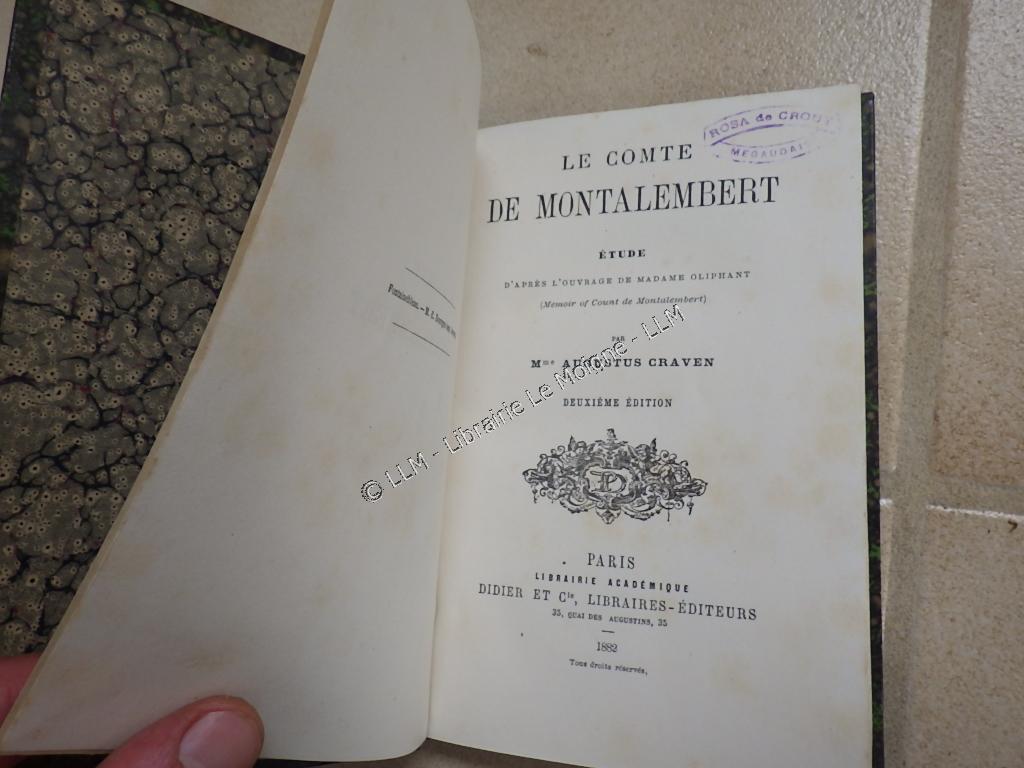 ROSA de CROUY
MEGAUDAIS
LE COMTE
DE MONTALEMBERT
ÉTUDE
D'APRÈS L'OUVRAGE DE MADAME OLIPHANT
(Memoir of Count de Montalembert)
PAR
Mme AUGUSTUS CRAVEN
DEUXIÈME ÉDITION
PARIS
LIBRAIRIE ACADÉMIQUE
DIDIER ET Cie, LIBRAIRES-ÉDITEURS
35, QUAI DES AUGUSTINS, 35
1882
Tous droits réservés,
© LLM - Librairie Le Moigne - LLM